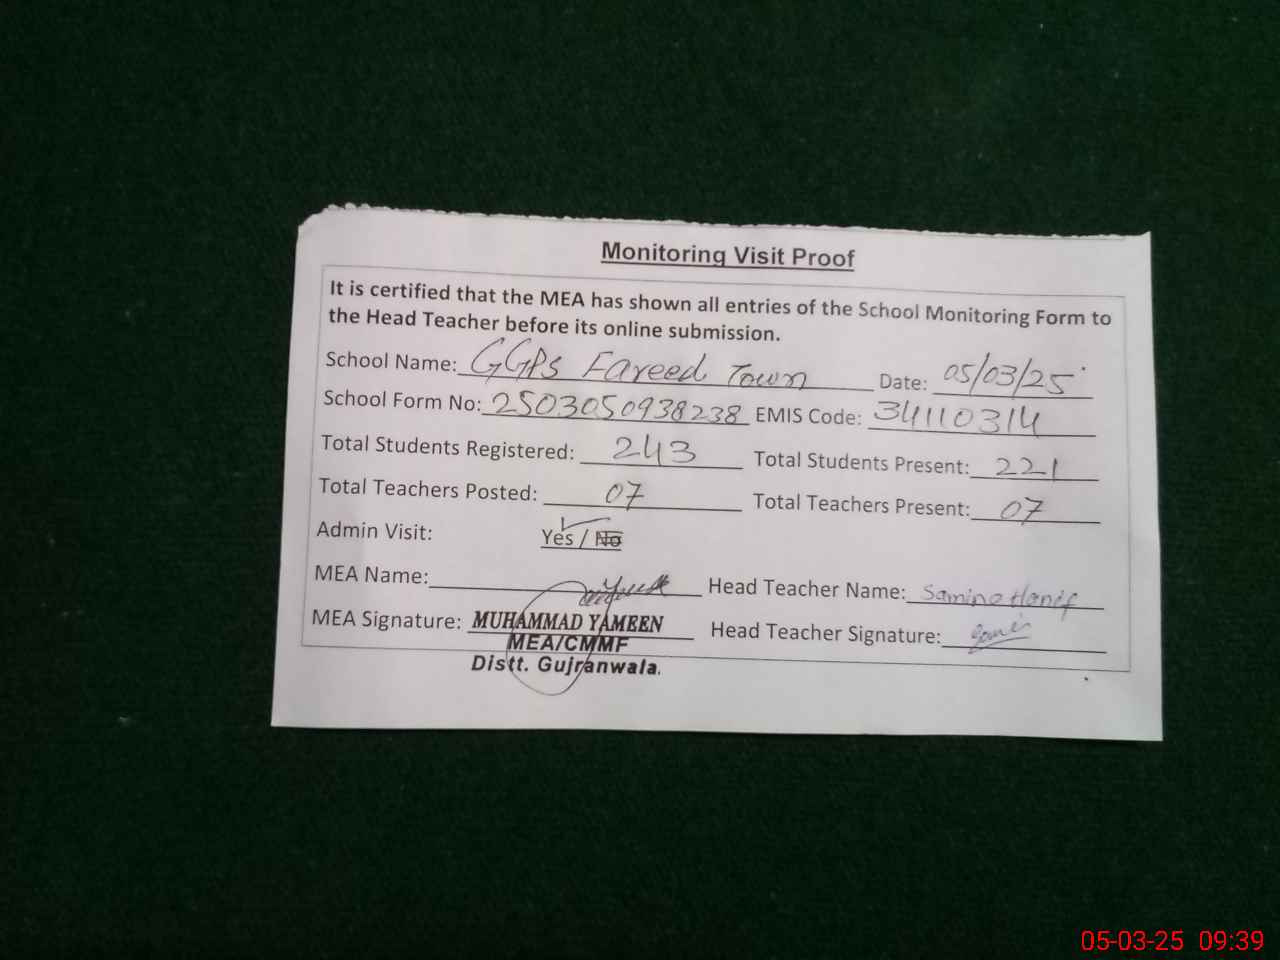 Monitoring Visit Proof
It is certified that the MEA has shown all entries of the School Monitoring Form to
the Head Teacher before its online submission.
School Name: GGPS Fareed Town Date: 05/03/25
School Form No: 2503050938238 EMIS Code: 34110314
Total Students Registered: 243 Total Students Present: 221
Total Teachers Posted: 07 Total Teachers Present: 07
Admin Visit: Yes / No
MEA Name: Head Teacher Name: Samina Hanif
MEA Signature: MUHAMMAD YAMEEN Head Teacher Signature:
MEA/CMMF
Distt. Gujranwala.
05-03-25 09:39